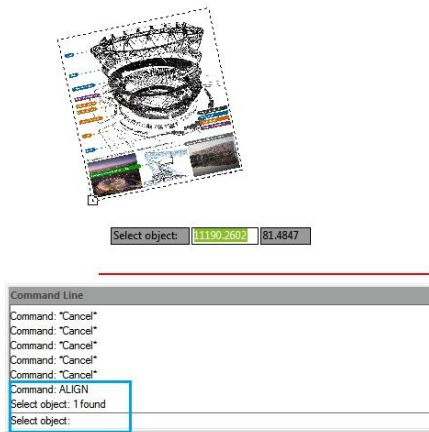 Select object: 11190.2602 81.4847
Command Line
Command: *Cancel*
Command: *Cancel*
Command: *Cancel*
Command: *Cancel*
Command: *Cancel*
Command: ALIGN
Select object: 1 found
Select object: